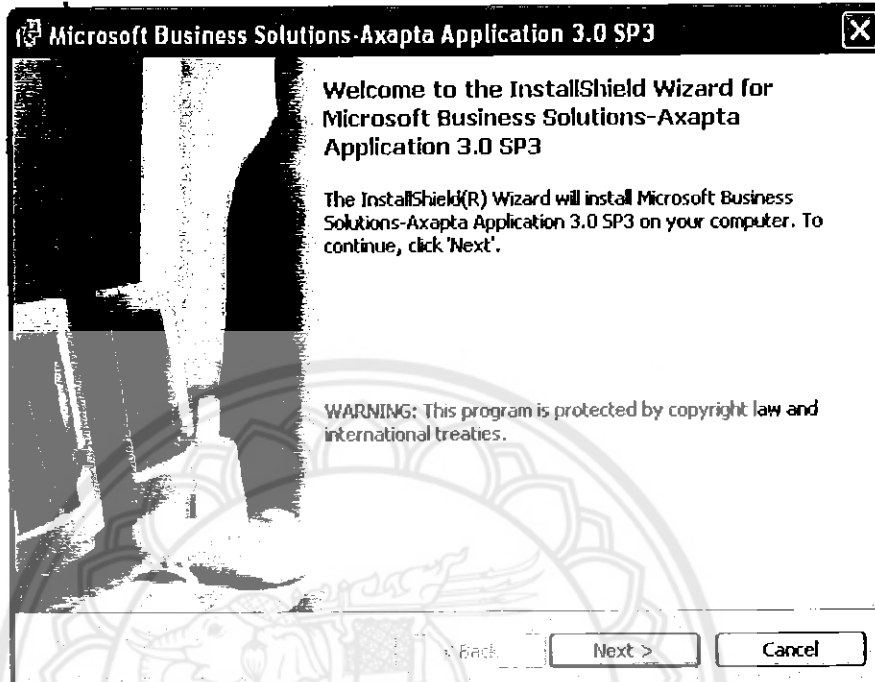 Microsoft Business Solutions-Axapta Application 3.0 SP3
Welcome to the InstallShield Wizard for
Microsoft Business Solutions-Axapta
Application 3.0 SP3
The InstallShield(R) Wizard will install Microsoft Business
Solutions-Axapta Application 3.0 SP3 on your computer. To
continue, click 'Next'.
WARNING: This program is protected by copyright law and
international treaties.
< Back
Next >
Cancel